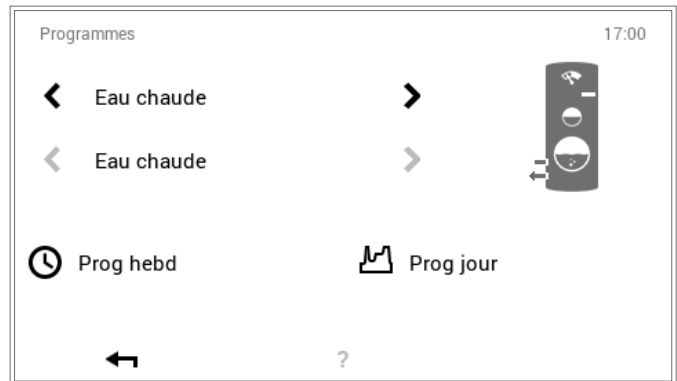 Programmes 17:00
Eau chaude
Eau chaude
Prog hebd Prog jour
?